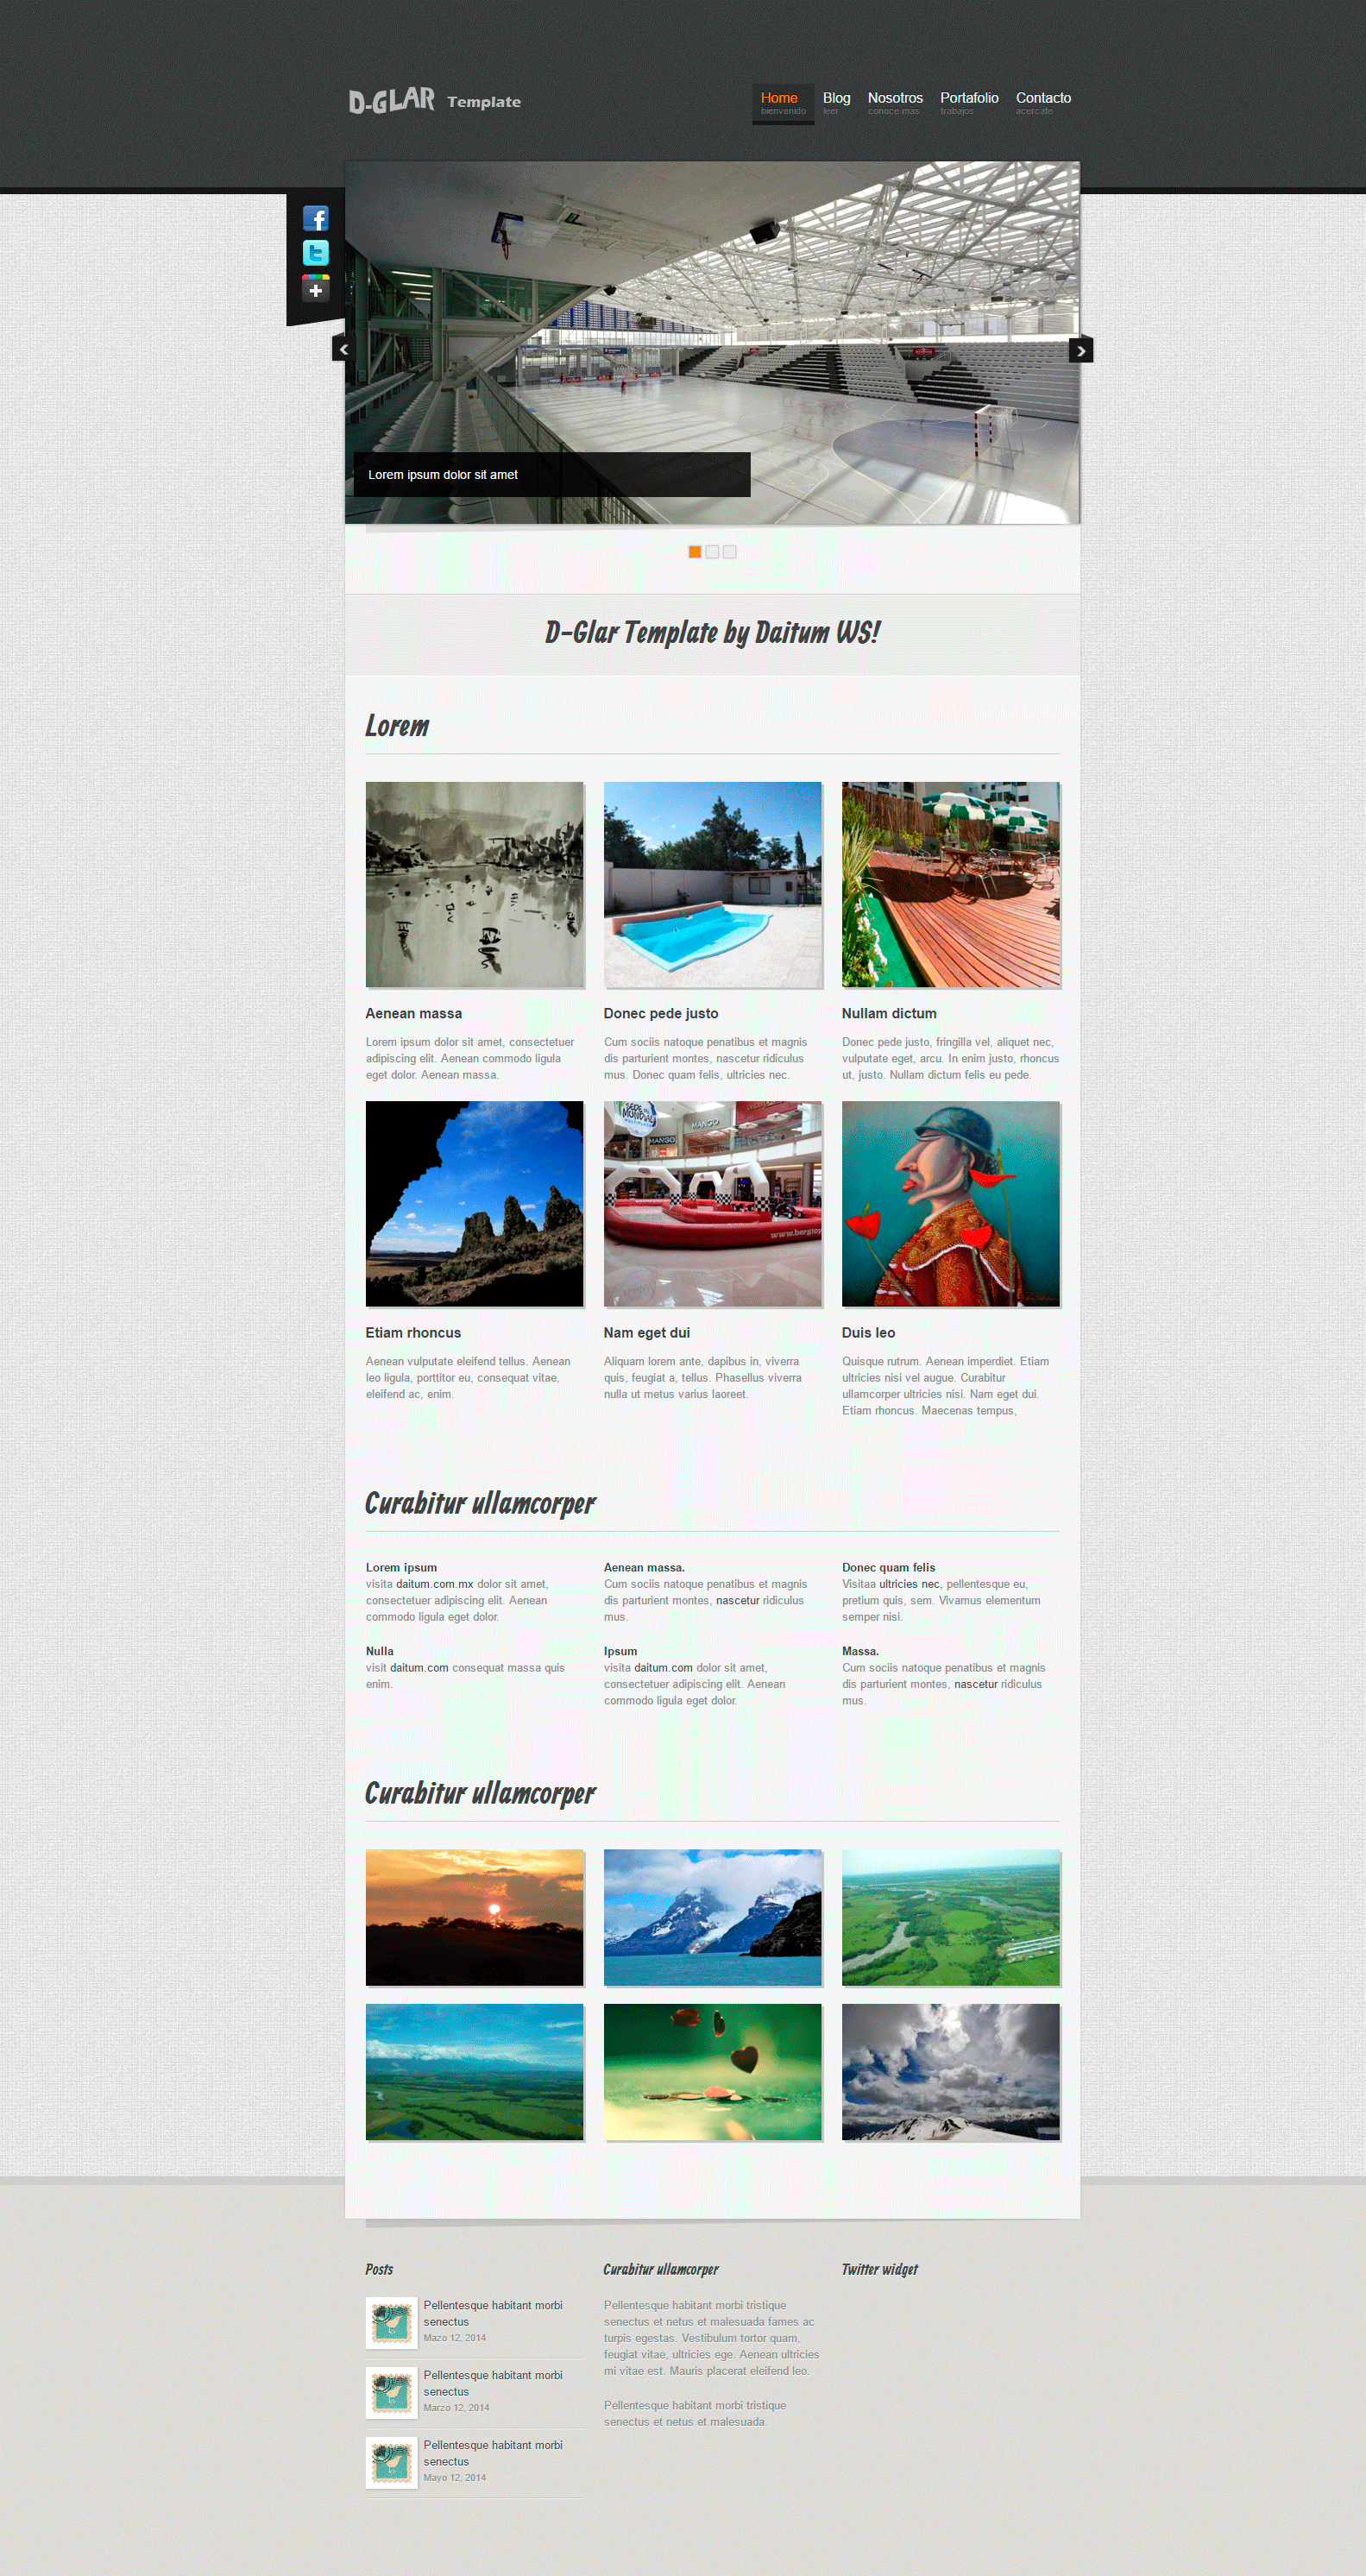 D-GLAR Template
Home Blog Nosotros Portafolio Contacto
bienvenido leer conoce más trabajos acercate
Lorem ipsum dolor sit amet
D-Glar Template by Daitum WS!
Lorem
Aenean massa
Lorem ipsum dolor sit amet, consectetuer
adipiscing elit. Aenean commodo ligula
eget dolor. Aenean massa.
Donec pede justo
Cum sociis natoque penatibus et magnis
dis parturient montes, nascetur ridiculus
mus. Donec quam felis, ultricies nec.
Nullam dictum
Donec pede justo, fringilla vel, aliquet nec,
vulputate eget, arcu. In enim justo, rhoncus
ut, justo. Nullam dictum felis eu pede.
SEDE DEL
MUNDIAL
MULTIPLAZA
MANGO
MANGO
Etiam rhoncus
Aenean vulputate eleifend tellus. Aenean
leo ligula, porttitor eu, consequat vitae,
eleifend ac, enim.
Nam eget dui
Aliquam lorem ante, dapibus in, viverra
quis, feugiat a, tellus. Phasellus viverra
nulla ut metus varius laoreet.
Duis leo
Quisque rutrum. Aenean imperdiet. Etiam
ultricies nisi vel augue. Curabitur
ullamcorper ultricies nisi. Nam eget dui.
Etiam rhoncus. Maecenas tempus,
Curabitur ullamcorper
Lorem ipsum
visita daitum.com.mx dolor sit amet,
consectetuer adipiscing elit. Aenean
commodo ligula eget dolor.
Aenean massa.
Cum sociis natoque penatibus et magnis
dis parturient montes, nascetur ridiculus
mus.
Donec quam felis
Visitaa ultricies nec, pellentesque eu,
pretium quis, sem. Vivamus elementum
semper nisi.
Nulla
visit daitum.com consequat massa quis
enim.
Ipsum
visita daitum.com dolor sit amet,
consectetuer adipiscing elit. Aenean
commodo ligula eget dolor.
Massa.
Cum sociis natoque penatibus et magnis
dis parturient montes, nascetur ridiculus
mus.
Curabitur ullamcorper
Posts
Pellentesque habitant morbi
senectus
Mazo 12, 2014
Pellentesque habitant morbi
senectus
Marzo 12, 2014
Pellentesque habitant morbi
senectus
Mayo 12, 2014
Curabitur ullamcorper
Pellentesque habitant morbi tristique
senectus et netus et malesuada fames ac
turpis egestas. Vestibulum tortor quam,
feugiat vitae, ultricies ege. Aenean ultricies
mi vitae est. Mauris placerat eleifend leo.
Pellentesque habitant morbi tristique
senectus et netus et malesuada.
Twitter widget